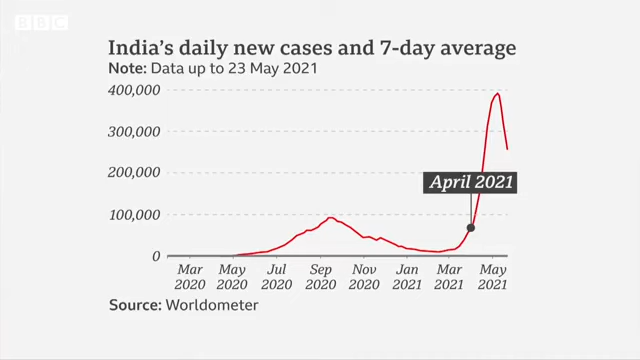 BBC
India's daily new cases and 7-day average
Note: Data up to 23 May 2021
400,000
300,000
200,000
April 2021
100,000
0
Mar May Jul Sep Nov Jan Mar May
2020 2020 2020 2020 2020 2021 2021 2021
Source: Worldometer